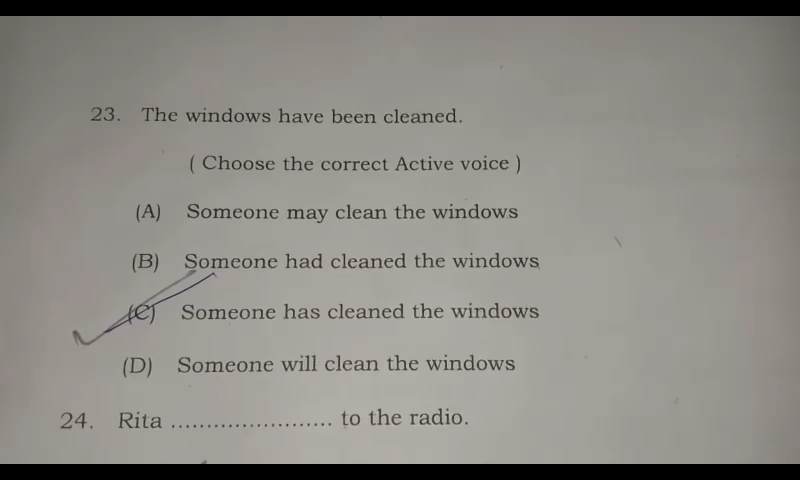 23. The windows have been cleaned.
( Choose the correct Active voice )
(A) Someone may clean the windows
(B) Someone had cleaned the windows
(C) Someone has cleaned the windows
(D) Someone will clean the windows
24. Rita ....................... to the radio.